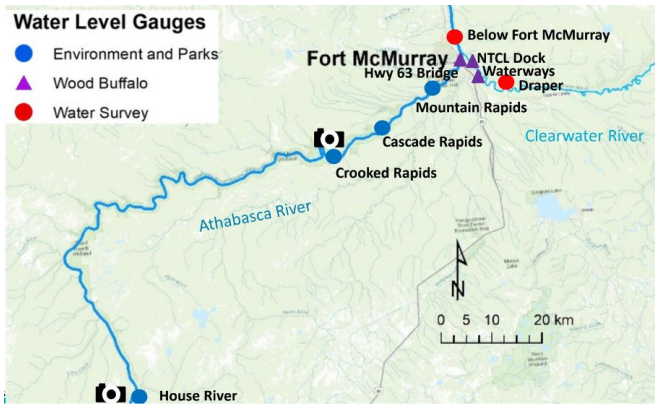 Water Level Gauges
Environment and Parks
Wood Buffalo
Water Survey
Below Fort McMurray
Fort McMurray
NTCL Dock
Hwy 63 Bridge
Waterways
Draper
Mountain Rapids
Clearwater River
Cascade Rapids
Crooked Rapids
Athabasca River
N
0 5 10 20 km
House River